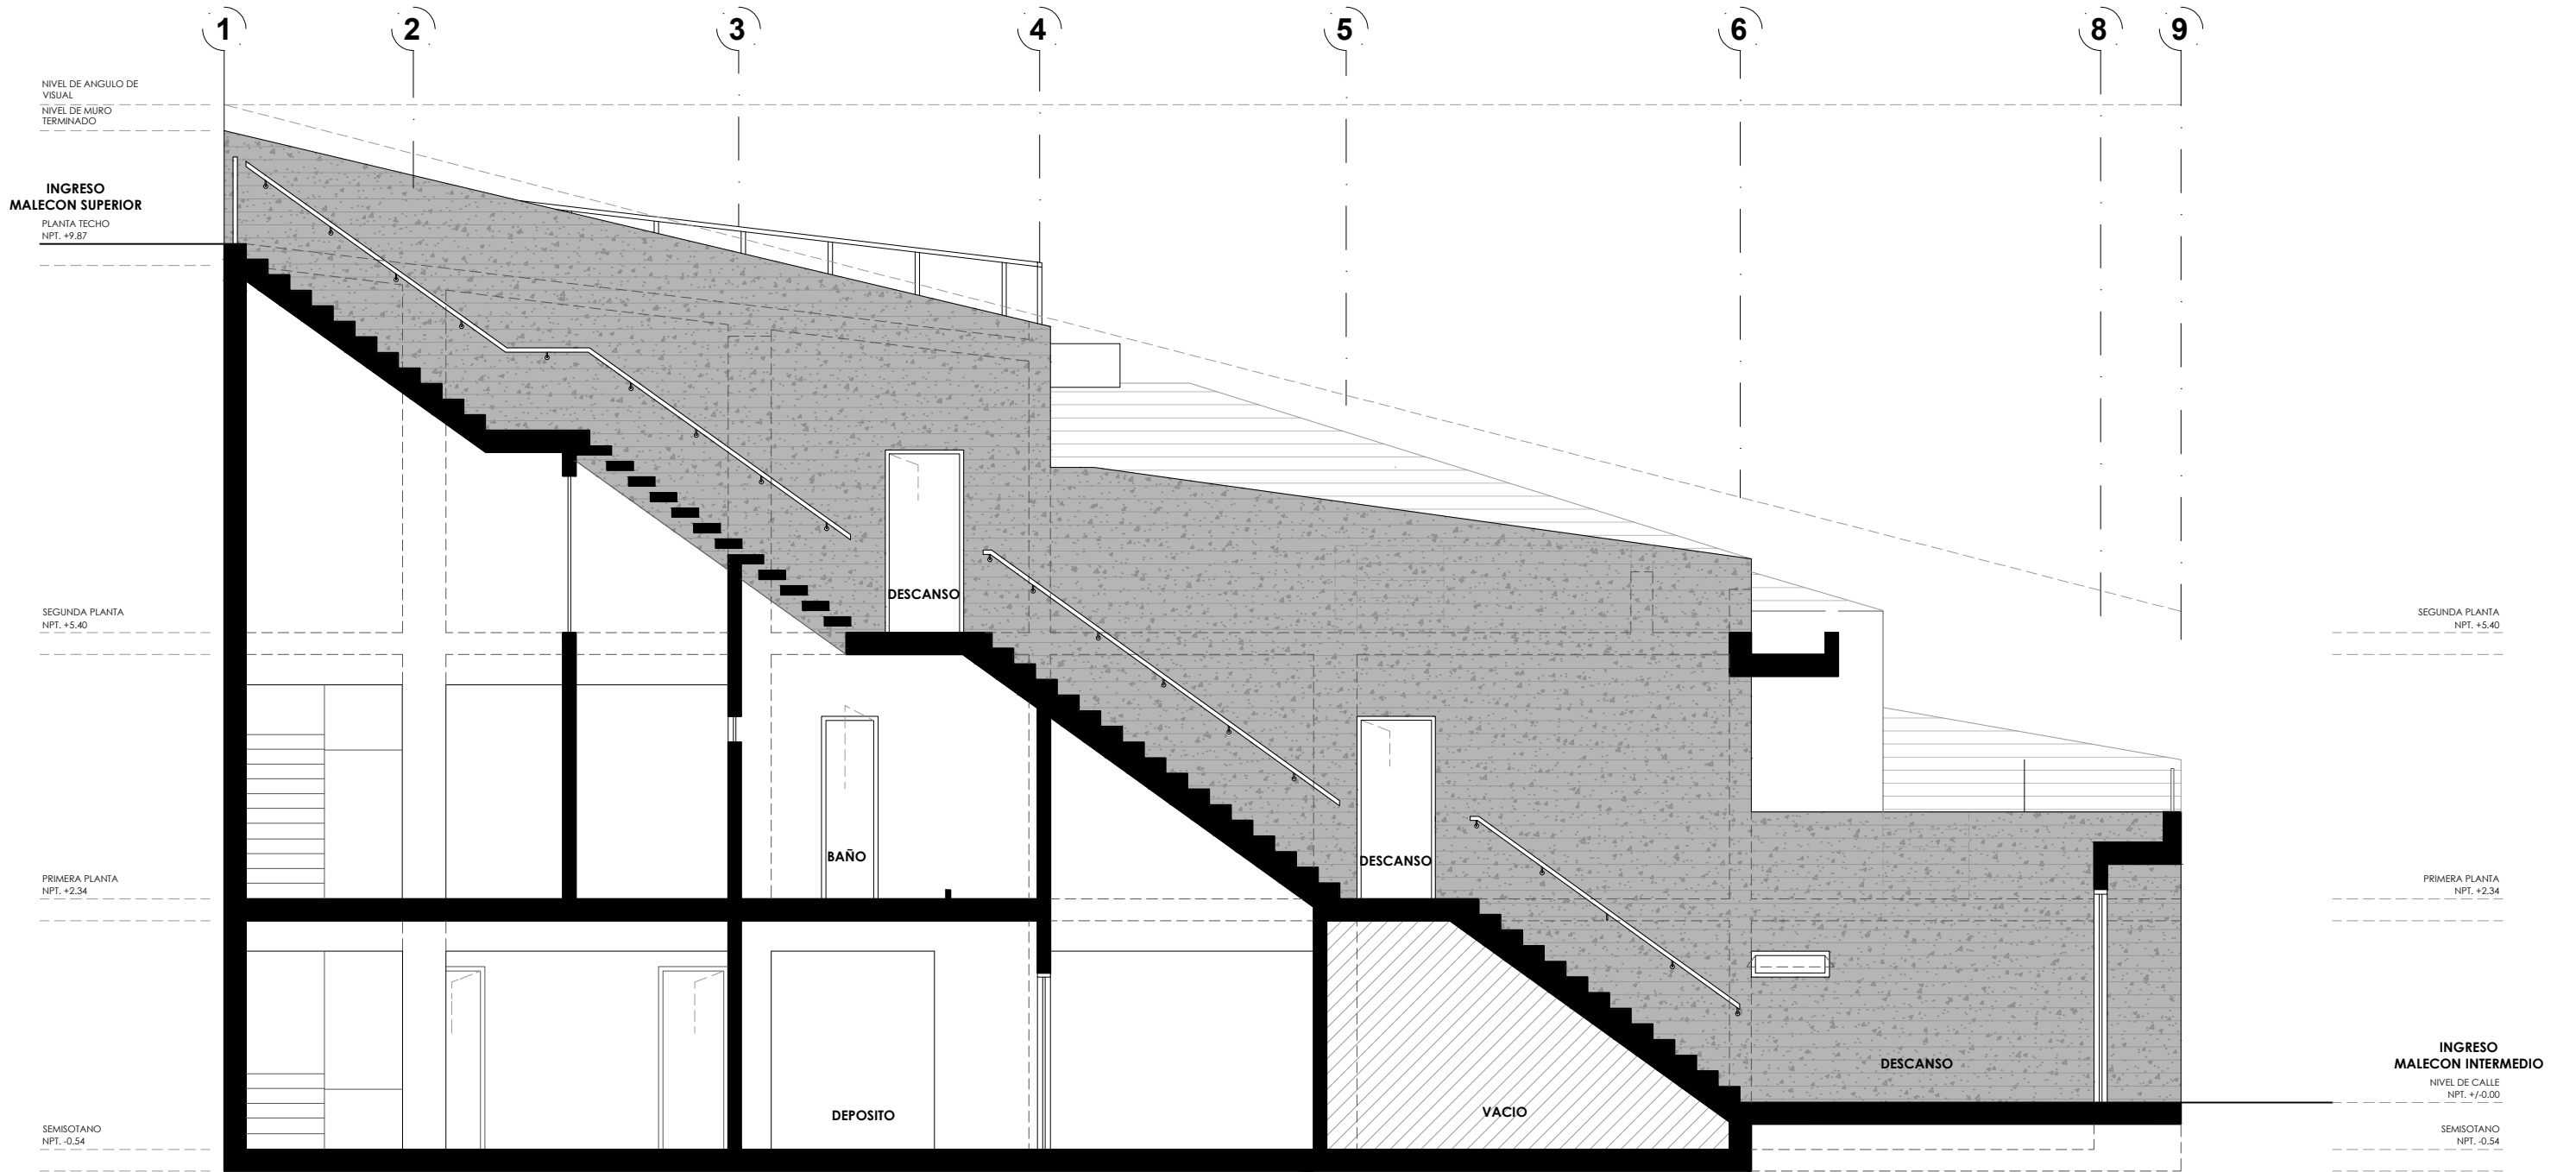 1 2 3 4 5 6 8 9
NIVEL DE ANGULO DE
VISUAL
NIVEL DE MURO
TERMINADO
INGRESO
MALECON SUPERIOR
PLANTA TECHO
NPT. +9.87
DESCANSO
SEGUNDA PLANTA
NPT. +5.40
SEGUNDA PLANTA
NPT. +5.40
BAÑO
DESCANSO
PRIMERA PLANTA
NPT. +2.34
PRIMERA PLANTA
NPT. +2.34
DESCANSO
INGRESO
MALECON INTERMEDIO
NIVEL DE CALLE
NPT. +/-0.00
DEPOSITO
VACIO
SEMISOTANO
NPT. -0.54
SEMISOTANO
NPT. -0.54